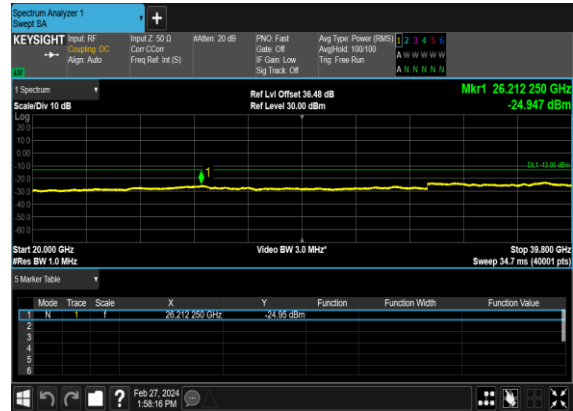 Spectrum Analyzer 1
Swept SA
+
KEYSIGHT Input: RF Input Z: 50 Ω #Atten: 20 dB PNO: Fast Avg Type: Power (RMS) 1 2 3 4 5 6
Coupling: DC Corr CCorr Gate: Off Avg|Hold: 100/100 A W W W W W
Align: Auto Freq Ref: Int (S) IF Gain: Low Trig: Free Run
Sig Track: Off A N N N N N
1 Spectrum Ref Lvl Offset 36.48 dB Mkr1 26.212 250 GHz
Scale/Div 10 dB Ref Level 30.00 dBm -24.947 dBm
Log
20.0
10.0
0.00
-10.0
DL1 -13.00 dBm
1
-20.0
-30.0
-40.0
-50.0
-60.0
Start 20.000 GHz Video BW 3.0 MHz* Stop 39.800 GHz
#Res BW 1.0 MHz Sweep 34.7 ms (40001 pts)
5 Marker Table
Mode Trace Scale X Y Function Function Width Function Value
1 N 1 f 26.212 250 GHz -24.95 dBm
2
3
4
5
6
? Feb 27, 2024
1:58:16 PM